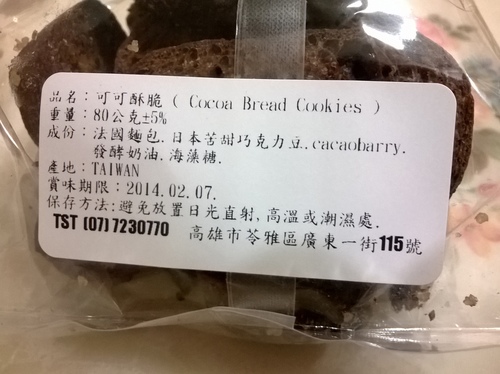 品名：可可酥脆 ( Cocoa Bread Cookies )
重量：80公克±5%
成份：法國麵包.日本苦甜巧克力豆.cacaobarry.
發酵奶油.海藻糖.
產地：TAIWAN
賞味期限：2014.02.07.
保存方法:避免放置日光直射,高溫或潮濕處.
TST (07)7230770 高雄市苓雅區廣東一街115號